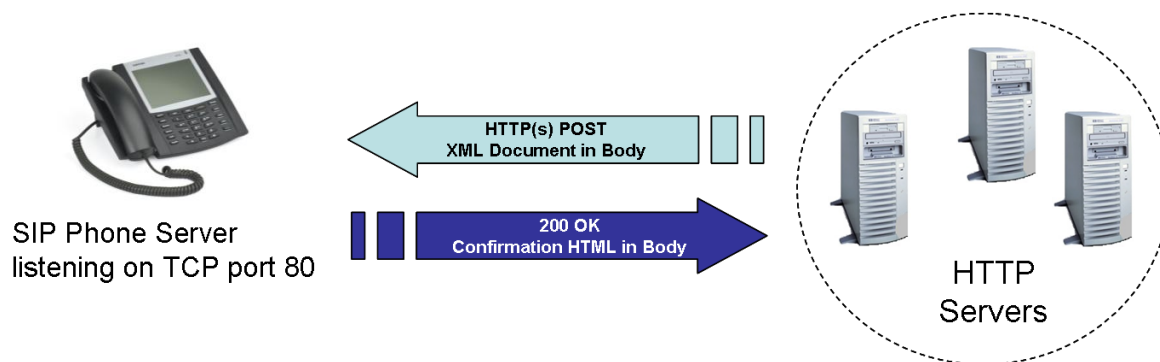 HTTP(s) POST
XML Document in Body
200 OK
Confirmation HTML in Body
SIP Phone Server
listening on TCP port 80
HTTP
Servers